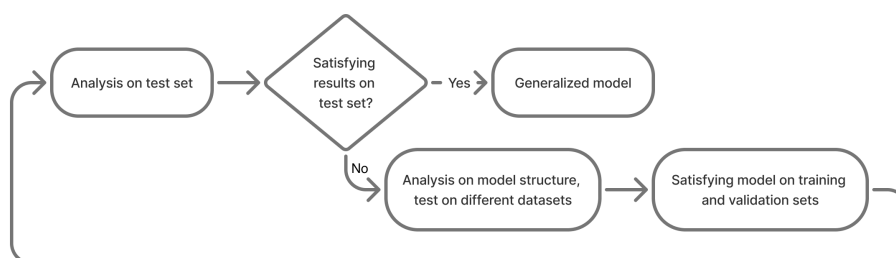 Analysis on test set
Satisfying
results on
test set?
Yes
Generalized model
No
Analysis on model structure,
test on different datasets
Satisfying model on training
and validation sets